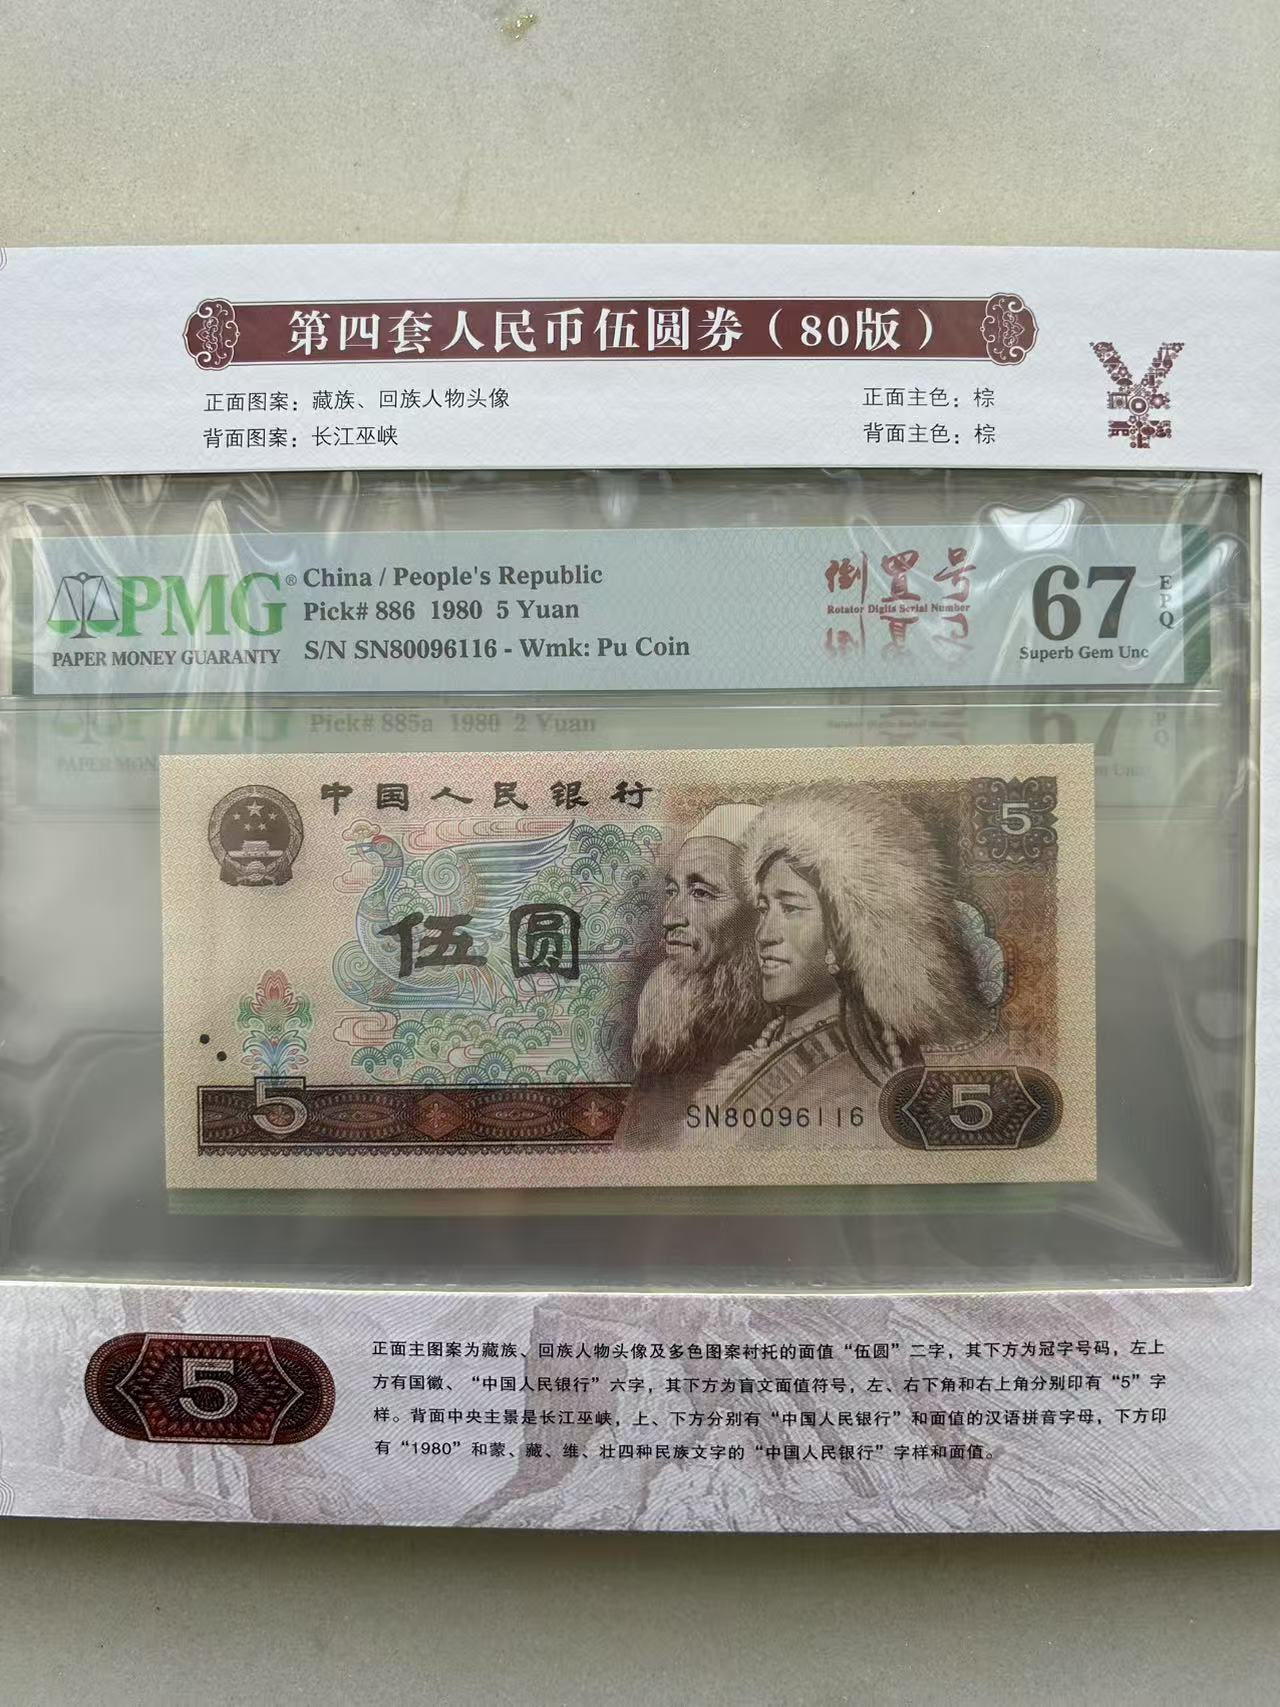 第四套人民币伍圆券（80版）
正面图案：藏族、回族人物头像
正面主色：棕
背面图案：长江巫峡
背面主色：棕
PMG®
PAPER MONEY GUARANTY
China / People's Republic
Pick# 886 1980 5 Yuan
S/N SN80096116 - Wmk: Pu Coin
倒置号
Rotator Digits Serial Number
67
EPQ
Superb Gem Unc
Pick# 885a 1980 2 Yuan
中国人民银行
5
伍圆
5
SN80096116
5
5
正面主图案为藏族、回族人物头像及多色图案衬托的面值“伍圆”二字，其下方为冠字号码，左上
方有国徽、“中国人民银行”六字，其下方为盲文面值符号，左、右下角和右上角分别印有“5”字
样。背面中央主景是长江巫峡，上、下方分别有“中国人民银行”和面值的汉语拼音字母，下方印
有“1980”和蒙、藏、维、壮四种民族文字的“中国人民银行”字样和面值。